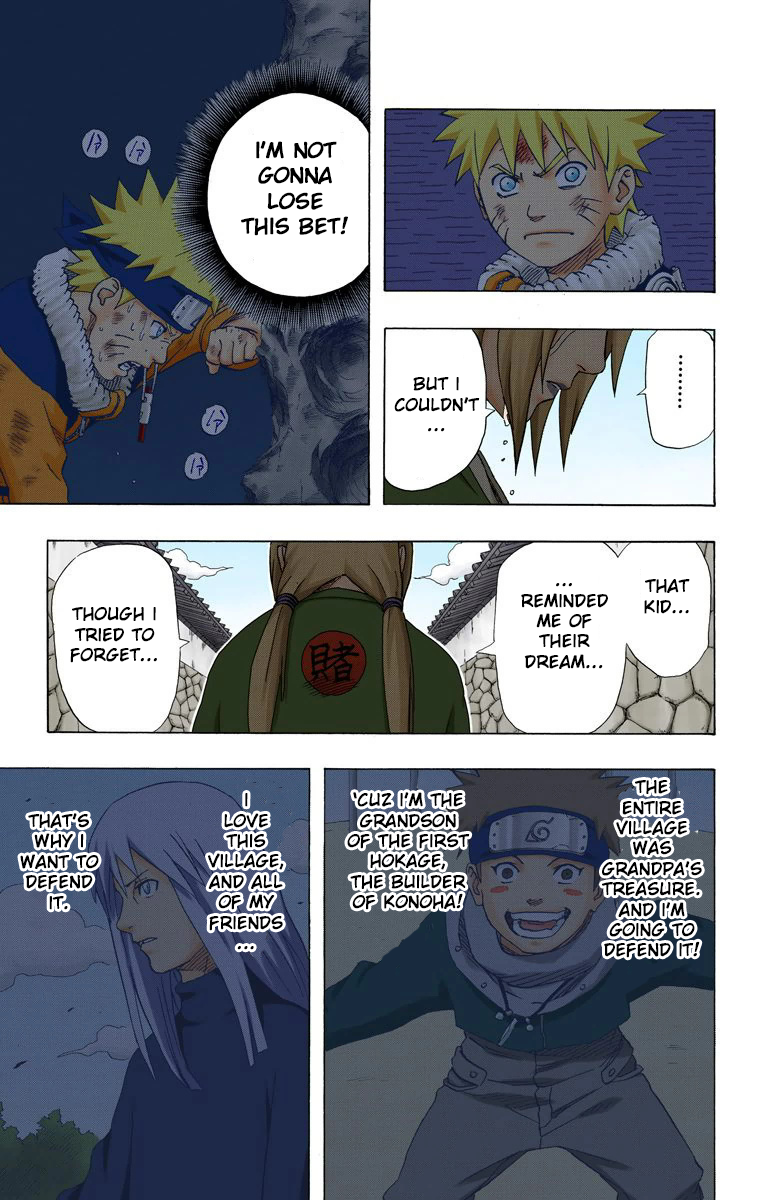 .........
BUT I
COULDN'T
...
I'M NOT
GONNA
LOSE
THIS BET!
THAT
KID...
...
REMINDED
ME OF
THEIR
DREAM...
賭
THOUGH I
TRIED TO
FORGET...
THE
ENTIRE
VILLAGE
WAS
GRANDPA'S
TREASURE.
AND I'M
GOING TO
DEFEND IT!
'CUZ I'M THE
GRANDSON
OF THE FIRST
HOKAGE,
THE BUILDER
OF KONOHA!
I
LOVE
THIS
VILLAGE,
AND ALL
OF MY
FRIENDS
...
THAT'S
WHY I
WANT TO
DEFEND
IT.